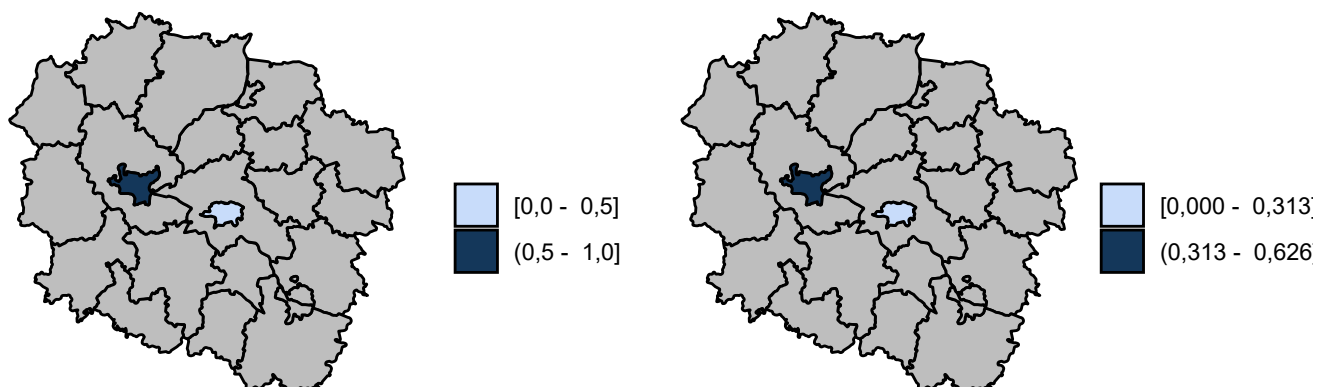 [0,0 - 0,5]
(0,5 - 1,0]
[0,000 - 0,313]
(0,313 - 0,626]